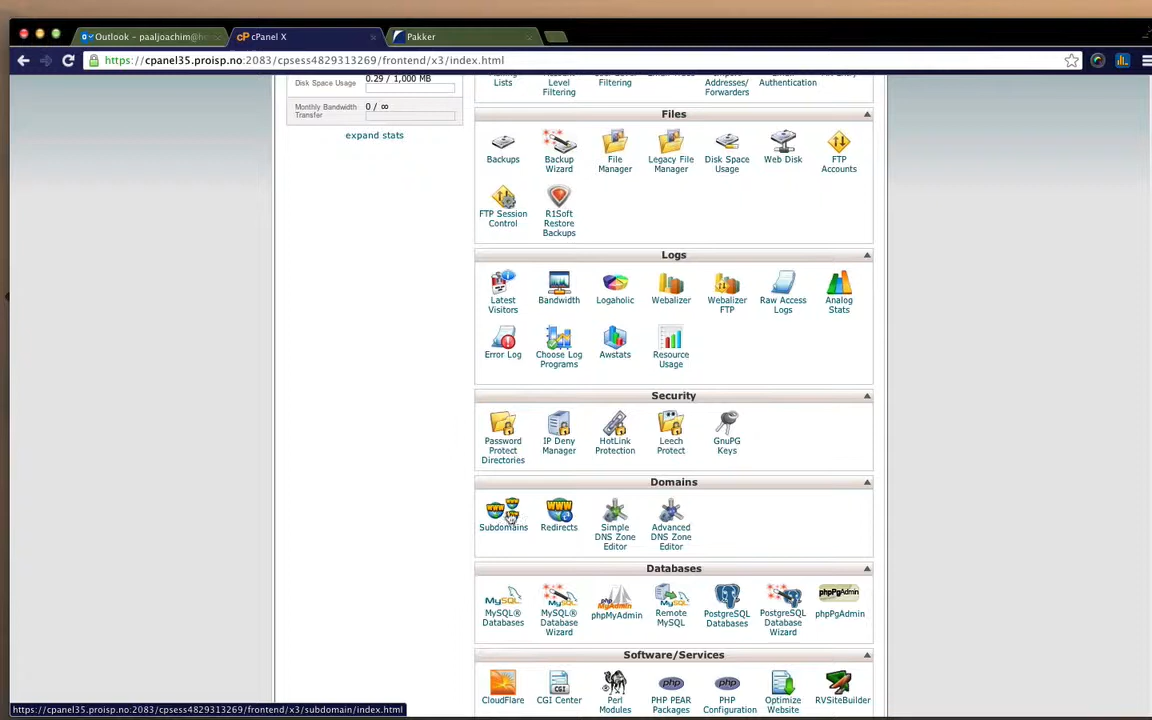 Outlook - paaljoachim@h
cPanel X
Pakker
https://cpanel35.proisp.no:2083/cpsess4829313269/frontend/x3/index.html
Disk Space Usage
0.29 / 1,000 MB
Monthly Bandwidth Transfer
0 / ∞
expand stats
Lists
Level
Filtering
Filtering
Addresses/
Forwarders
Authentication
Files
Backups
Backup Wizard
File Manager
Legacy File Manager
Disk Space Usage
Web Disk
FTP Accounts
FTP Session Control
R1Soft Restore Backups
Logs
Latest Visitors
Bandwidth
Logaholic
Webalizer
Webalizer FTP
Raw Access Logs
Analog Stats
Error Log
Choose Log Programs
Awstats
Resource Usage
Security
Password Protect Directories
IP Deny Manager
HotLink Protection
Leech Protect
GnuPG Keys
Domains
Subdomains
Redirects
Simple DNS Zone Editor
Advanced DNS Zone Editor
Databases
MySQL® Databases
MySQL® Database Wizard
phpMyAdmin
Remote MySQL
PostgreSQL Databases
PostgreSQL Database Wizard
phpPgAdmin
Software/Services
CloudFlare
CGI Center
Perl Modules
PHP PEAR Packages
PHP Configuration
Optimize Website
RVSiteBuilder
https://cpanel35.proisp.no:2083/cpsess4829313269/frontend/x3/subdomain/index.html